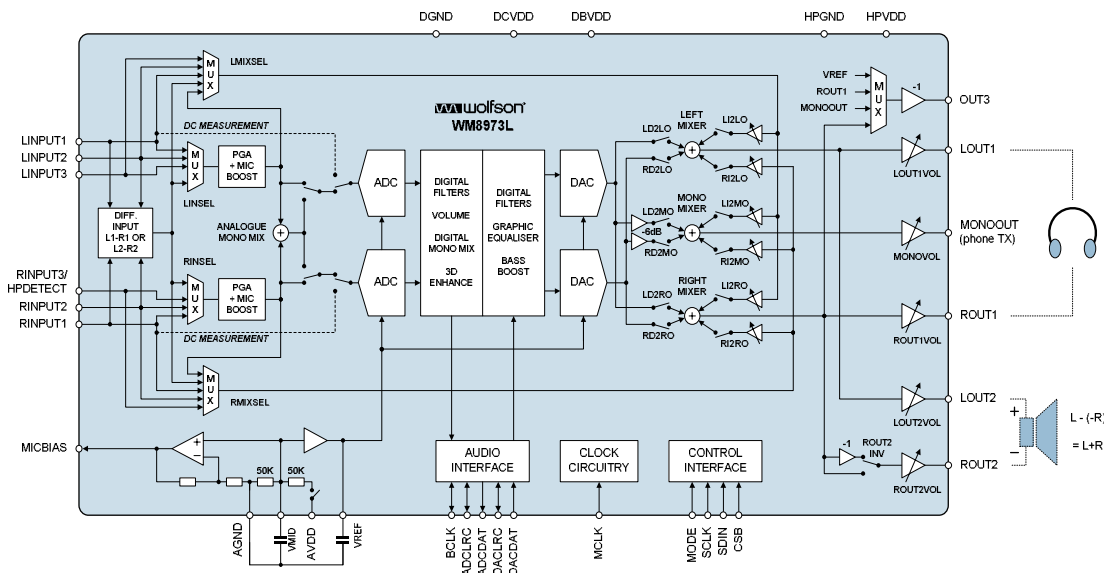 DGND DCVDD DBVDD HPGND HPVDD
LMIXSEL
MUX
VREF
ROUT1
MONOOUT
MUX
-1
OUT3
wolfson
WM8973L
LEFT MIXER
LD2LO
RD2LO
LI2LO
RI2LO
LINPUT1
LINPUT2
LINPUT3
DC MEASUREMENT
MUX
LINSEL
PGA
+ MIC
BOOST
ADC
DIGITAL
FILTERS
VOLUME
DIGITAL
MONO MIX
3D
ENHANCE
DIGITAL
FILTERS
GRAPHIC
EQUALISER
BASS
BOOST
DAC
LOUT1
LOUT1VOL
DIFF.
INPUT
L1-R1 OR
L2-R2
ANALOGUE
MONO MIX
MONO
MIXER
LD2MO
-6dB
RD2MO
LI2MO
RI2MO
MONOOUT
(phone TX)
MONOVOL
RINPUT3/
HPDETECT
RINPUT2
RINPUT1
RINSEL
MUX
PGA
+ MIC
BOOST
DC MEASUREMENT
ADC
DAC
RIGHT
MIXER
LD2RO
RD2RO
LI2RO
RI2RO
ROUT1
ROUT1VOL
MUX
RMIXSEL
LOUT2
LOUT2VOL
+
−
L - (-R)
= L+R
MICBIAS
+
−
50K 50K
AUDIO
INTERFACE
CLOCK
CIRCUITRY
CONTROL
INTERFACE
-1
ROUT2
INV
ROUT2
ROUT2VOL
AGND
VMID
AVDD
VREF
BCLK
ADCLRC
ADCDAT
DACLRC
DACDAT
MCLK
MODE
SCLK
SDIN
CSB